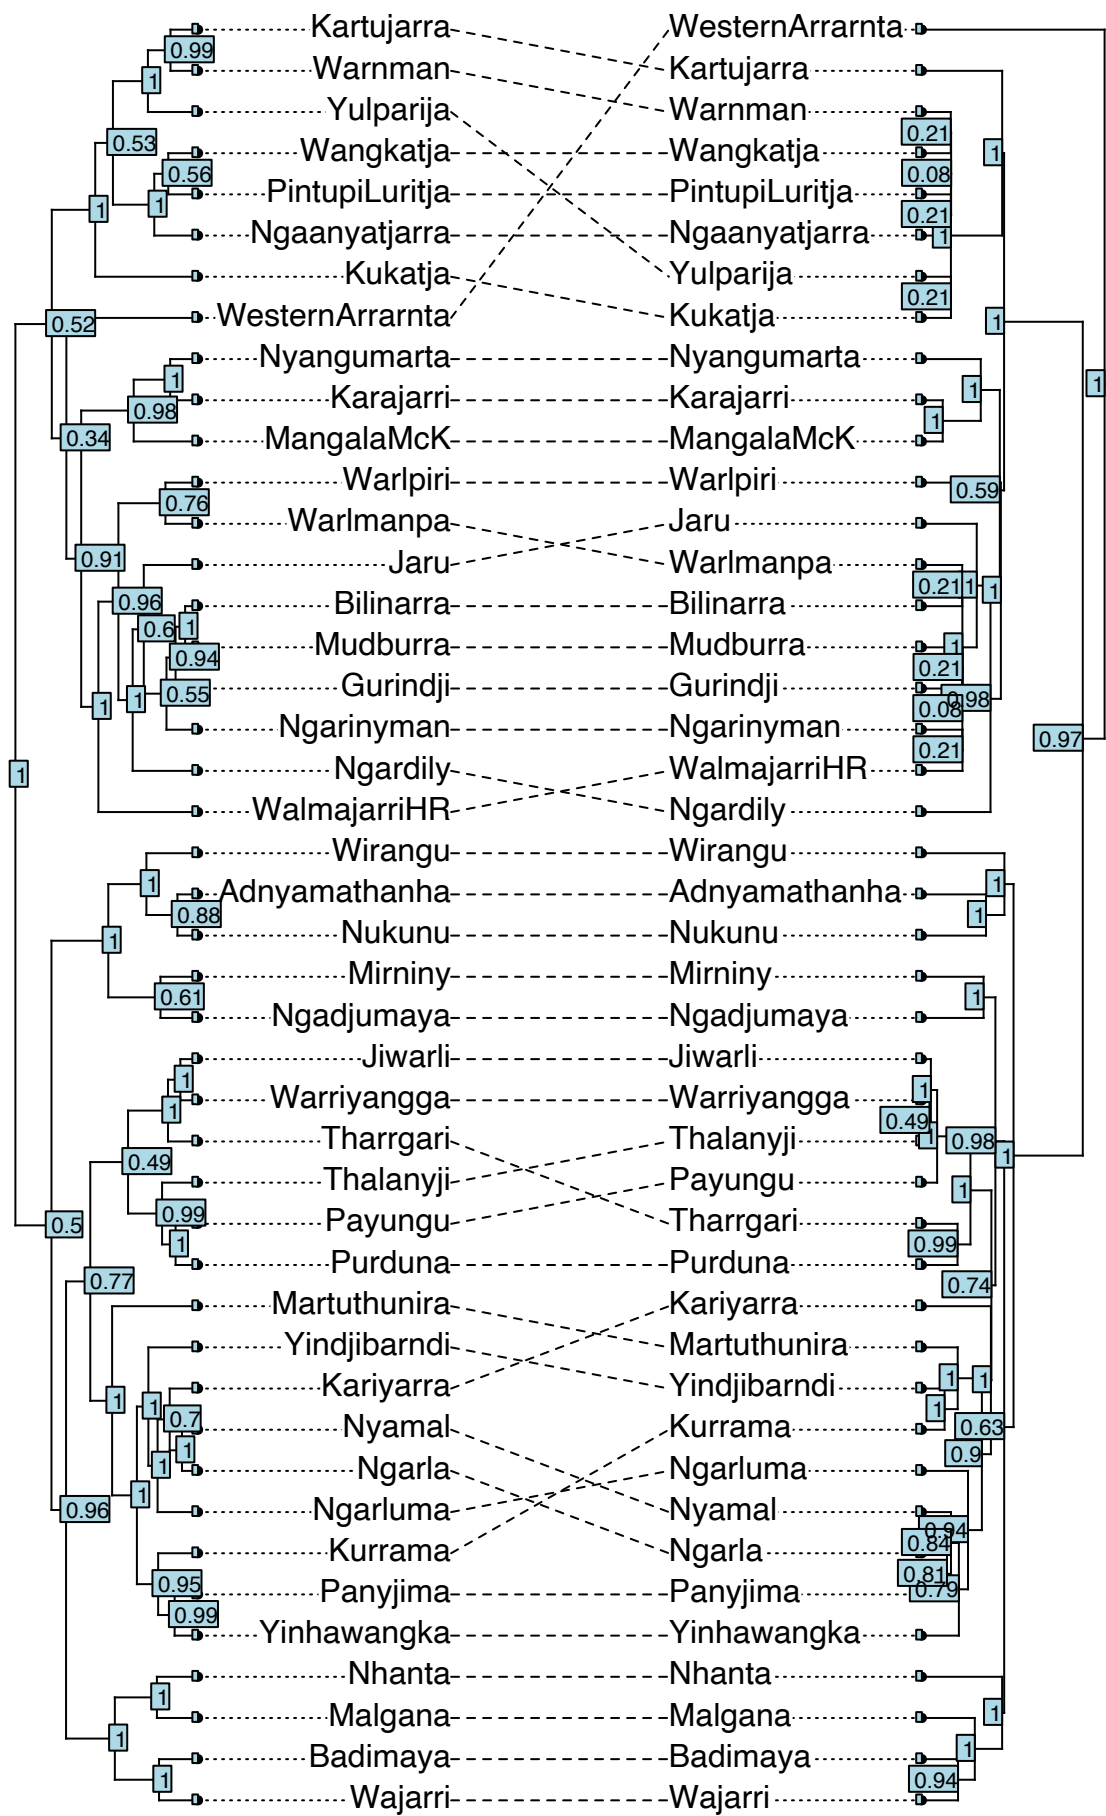 Kartujarra WesternArrarnta
0.99
Warnman Kartujarra
1
Yulparija Warnman
0.21
0.53
Wangkatja Wangkatja
1
0.56 0.08
PintupiLuritja PintupiLuritja
1 1 0.21
Ngaanyatjarra Ngaanyatjarra
1
Kukatja Yulparija
0.21
WesternArrarnta Kukatja
0.52 1
Nyangumarta Nyangumarta
1 1 1
Karajarri Karajarri
0.98 1
0.34
MangalaMcK MangalaMcK
Warlpiri Warlpiri
0.59
0.76
Warlmanpa Jaru
0.91
Jaru Warlmanpa
0.21 1 1
0.96
Bilinarra Bilinarra
0.6 1
Mudburra Mudburra
1
0.94 0.21
Gurindji Gurindji
0.55 1 0.98
1 0.08
Ngarinyman Ngarinyman
0.97
0.21
Ngardily WalmajarriHR
1
WalmajarriHR Ngardily
Wirangu Wirangu
1 1
Adnyamathanha Adnyamathanha
0.88 1
Nukunu Nukunu
1
Mirniny Mirniny
0.61 1
Ngadjumaya Ngadjumaya
Jiwarli Jiwarli
1 1
Warriyangga Warriyangga
1 0.49
Tharrgari Thalanyji
1 0.98
0.49 1
Thalanyji Payungu
1
0.99
Payungu Tharrgari
0.5
1 0.99
Purduna Purduna
0.77 0.74
Martuthunira Kariyarra
Yindjibarndi Martuthunira
1 1
Kariyarra Yindjibarndi
1 1 1
0.7
Nyamal Kurrama
0.63
1 0.9
Ngarla Ngarluma
1
1
Ngarluma Nyamal
0.96
0.94
0.84
Kurrama Ngarla
0.81
0.95 0.79
Panyjima Panyjima
0.99
Yinhawangka Yinhawangka
Nhanta Nhanta
1
1
Malgana Malgana
1 1
Badimaya Badimaya
1 0.94
Wajarri Wajarri